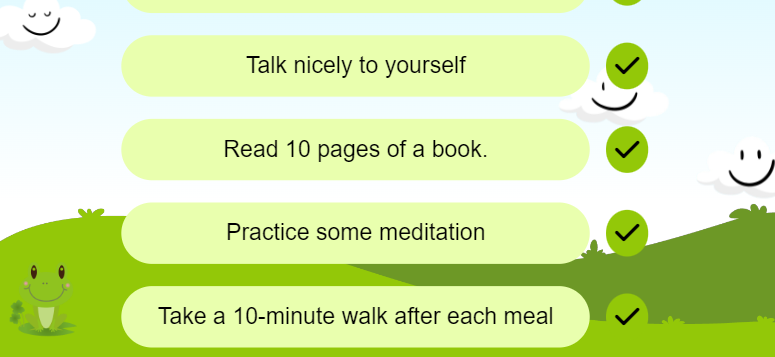 Talk nicely to yourself
Read 10 pages of a book.
Practice some meditation
Take a 10-minute walk after each meal